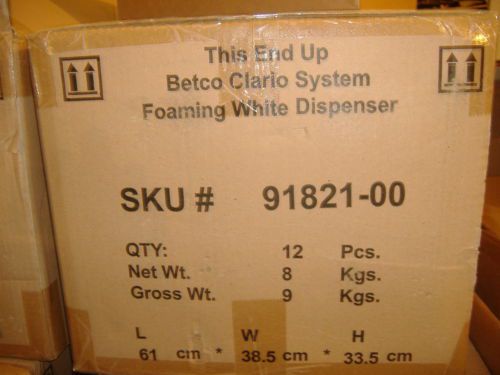 This End Up
Betco Clario System
Foaming White Dispenser
SKU # 91821-00
QTY: 12 Pcs.
Net Wt. 8 Kgs.
Gross Wt. 9 Kgs.
L W H
61 cm * 38.5 cm * 33.5 cm